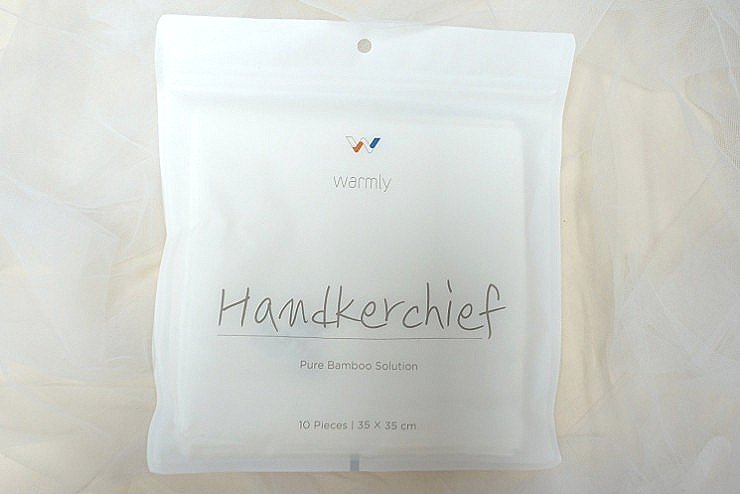 warmly
Handkerchief
Pure Bamboo Solution
10 Pieces | 35 X 35 cm